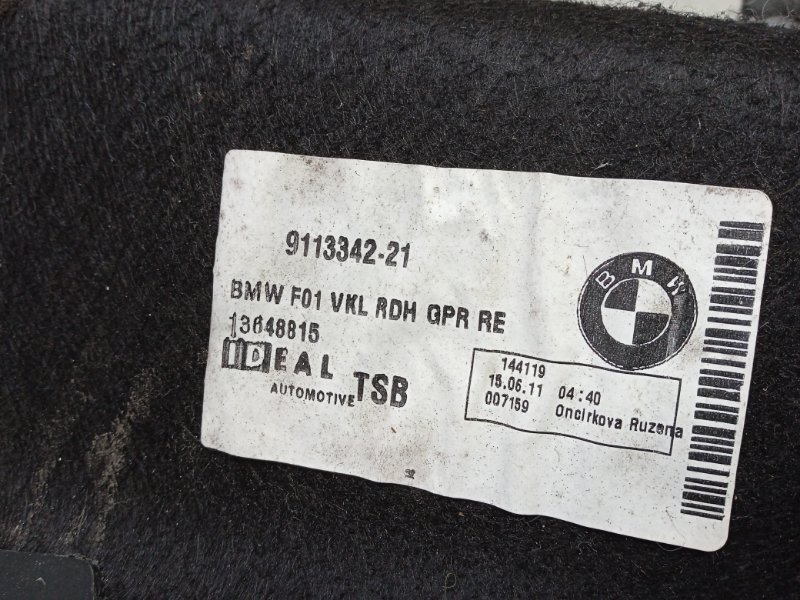 9113342-21
BMW F01 VKL RDH GPR RE
13648815
IDEAL
AUTOMOTIVE TSB
BMW
144119
15.06.11 04:40
007159 Oncirkova Ruzena